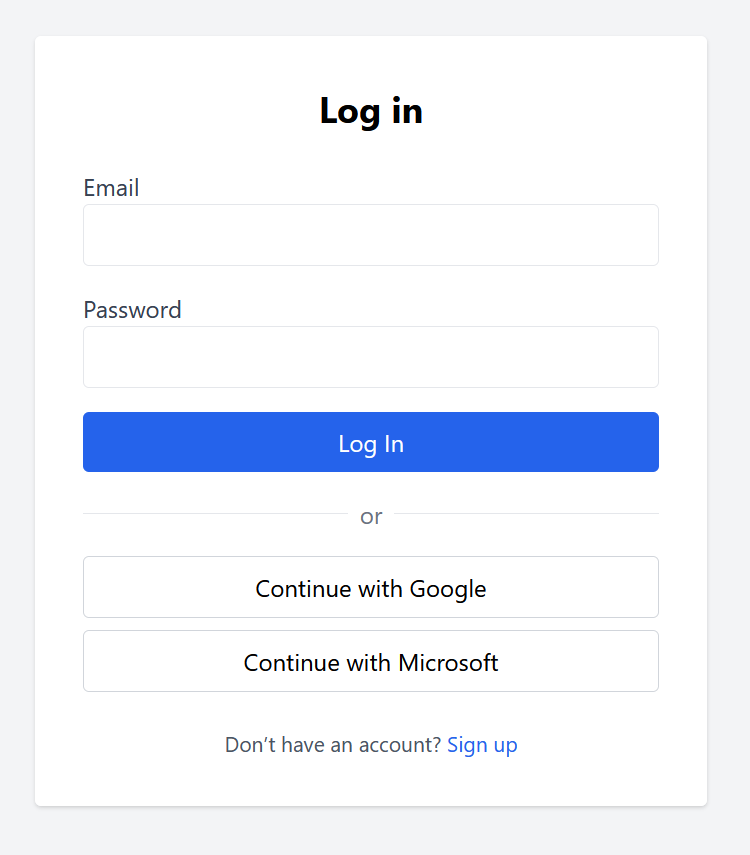 Log in
Email
Password
Log In
or
Continue with Google
Continue with Microsoft
Don’t have an account? Sign up